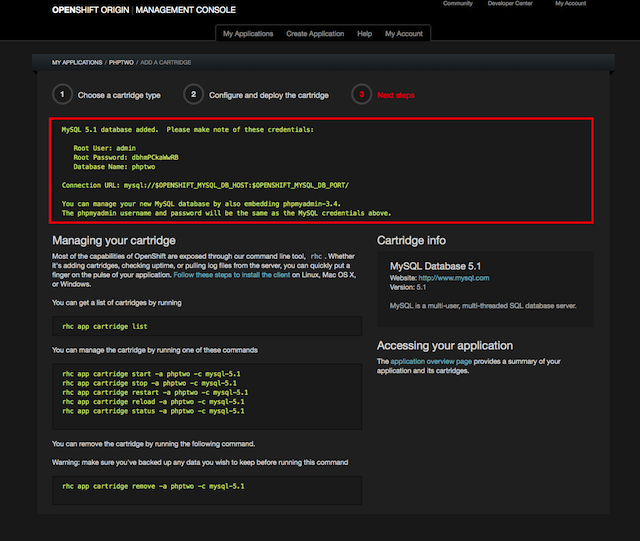 OPENSHIFT ORIGIN | MANAGEMENT CONSOLE
Community Developer Center My Account
My Applications Create Application Help My Account
MY APPLICATIONS / PHPTWO / ADD A CARTRIDGE
1 Choose a cartridge type 2 Configure and deploy the cartridge 3 Next steps
MySQL 5.1 database added. Please make note of these credentials:
Root User: admin
Root Password: dbhmPCkaWwRB
Database Name: phptwo
Connection URL: mysql://$OPENSHIFT_MYSQL_DB_HOST:$OPENSHIFT_MYSQL_DB_PORT/
You can manage your new MySQL database by also embedding phpmyadmin-3.4.
The phpmyadmin username and password will be the same as the MySQL credentials above.
Managing your cartridge
Most of the capabilities of OpenShift are exposed through our command line tool, rhc. Whether
it's adding cartridges, checking uptime, or pulling log files from the server, you can quickly put a
finger on the pulse of your application. Follow these steps to install the client on Linux, Mac OS X,
or Windows.
You can get a list of cartridges by running
rhc app cartridge list
You can manage the cartridge by running one of these commands
rhc app cartridge start -a phptwo -c mysql-5.1
rhc app cartridge stop -a phptwo -c mysql-5.1
rhc app cartridge restart -a phptwo -c mysql-5.1
rhc app cartridge reload -a phptwo -c mysql-5.1
rhc app cartridge status -a phptwo -c mysql-5.1
You can remove the cartridge by running the following command.
Warning: make sure you've backed up any data you wish to keep before running this command
rhc app cartridge remove -a phptwo -c mysql-5.1
Cartridge info
MySQL Database 5.1
Website: http://www.mysql.com
Version: 5.1
MySQL is a multi-user, multi-threaded SQL database server.
Accessing your application
The application overview page provides a summary of your
application and its cartridges.